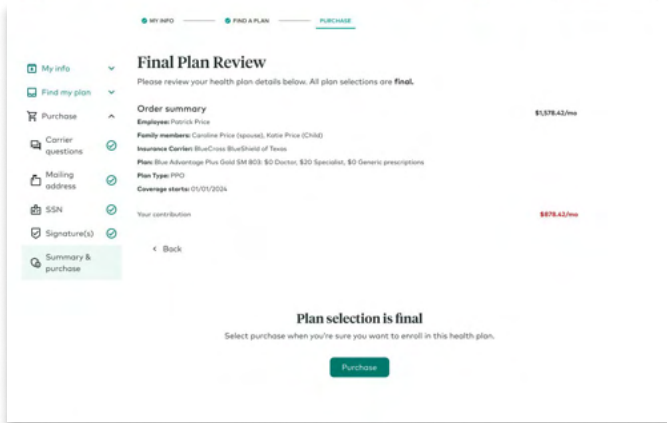 MY INFO FIND A PLAN PURCHASE
My info
Find my plan
Purchase
Carrier questions
Mailing address
SSN
Signature(s)
Summary & purchase
Final Plan Review
Please review your health plan details below. All plan selections are final.
Order summary $1,578.42/mo
Employee: Patrick Price
Family members: Caroline Price (spouse), Katie Price (Child)
Insurance Carrier: BlueCross BlueShield of Texas
Plan: Blue Advantage Plus Gold SM 803: $0 Doctor, $20 Specialist, $0 Generic prescriptions
Plan Type: PPO
Coverage starts: 01/01/2024
Your contribution $878.42/mo
< Back
Plan selection is final
Select purchase when you're sure you want to enroll in this health plan.
Purchase